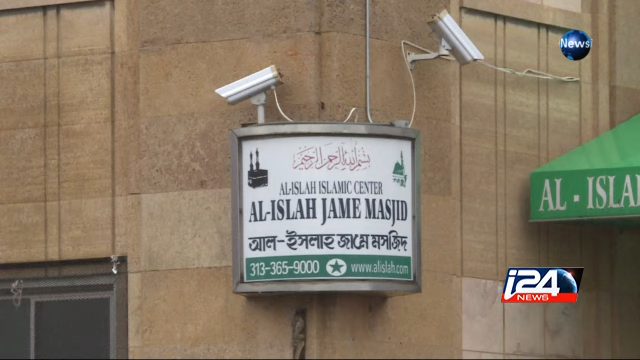 News
بسم الله الرحمن الرحيم
AL-ISLAH ISLAMIC CENTER
AL-ISLAH JAME MASJID
আল-ইসলাহ জামে মসজিদ
313-365-9000 www.alislah.com
AL - ISLAH
i24
NEWS